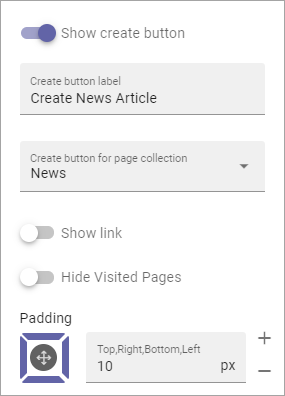 Show create button
Create button label
Create News Article
Create button for page collection
News
Show link
Hide Visited Pages
Padding
Top,Right,Bottom,Left
10 px